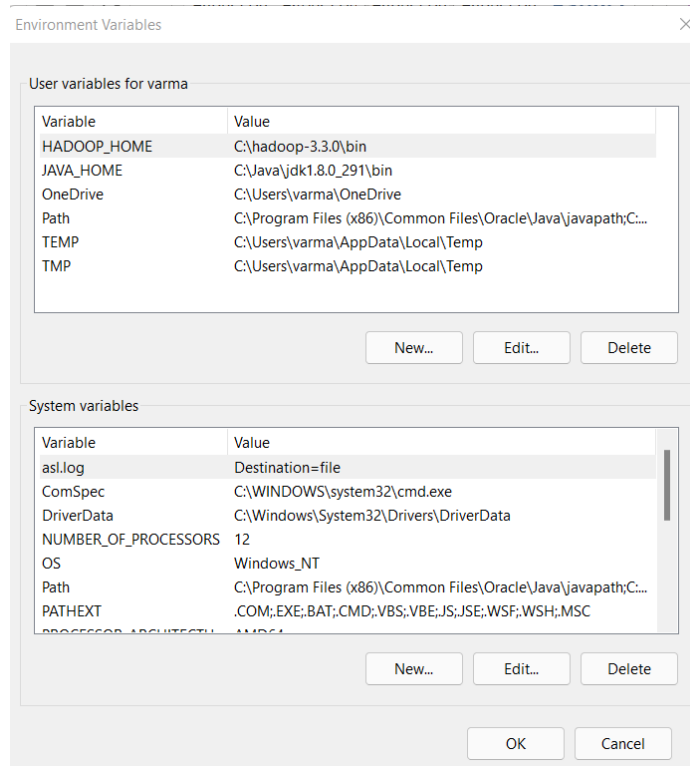 Environment Variables
User variables for varma
Variable Value
HADOOP_HOME C:\hadoop-3.3.0\bin
JAVA_HOME C:\Java\jdk1.8.0_291\bin
OneDrive C:\Users\varma\OneDrive
Path C:\Program Files (x86)\Common Files\Oracle\Java\javapath;C:...
TEMP C:\Users\varma\AppData\Local\Temp
TMP C:\Users\varma\AppData\Local\Temp
New... Edit... Delete
System variables
Variable Value
asl.log Destination=file
ComSpec C:\WINDOWS\system32\cmd.exe
DriverData C:\Windows\System32\Drivers\DriverData
NUMBER_OF_PROCESSORS 12
OS Windows_NT
Path C:\Program Files (x86)\Common Files\Oracle\Java\javapath;C:...
PATHEXT .COM;.EXE;.BAT;.CMD;.VBS;.VBE;.JS;.JSE;.WSF;.WSH;.MSC
PROCESSOR_ARCHITECTU... AMD64
New... Edit... Delete
OK Cancel